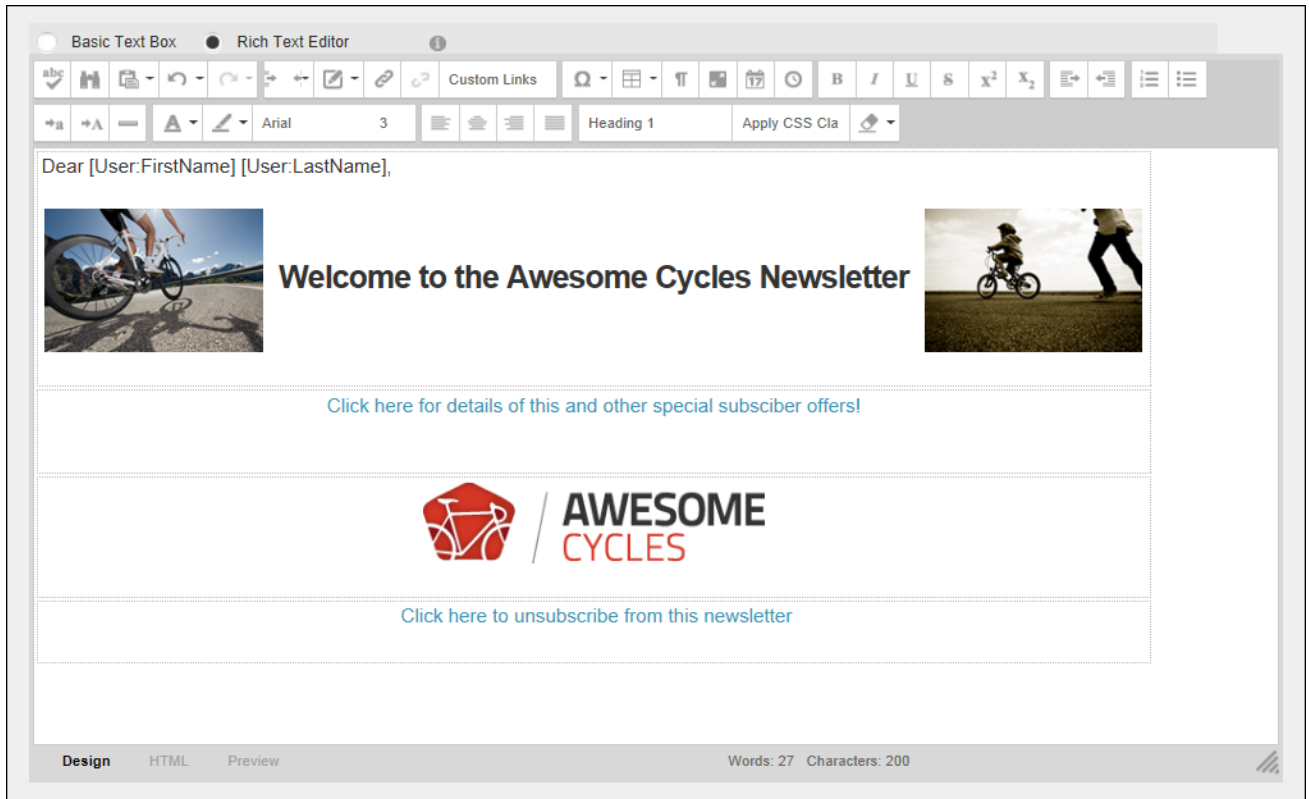 Basic Text Box Rich Text Editor
abc Custom Links Ω ¶ 17 B I U S X² X₂
a A A Arial 3 Heading 1 Apply CSS Cla
Dear [User:FirstName] [User:LastName],
Welcome to the Awesome Cycles Newsletter
Click here for details of this and other special subsciber offers!
AWESOME
CYCLES
Click here to unsubscribe from this newsletter
Design HTML Preview Words: 27 Characters: 200